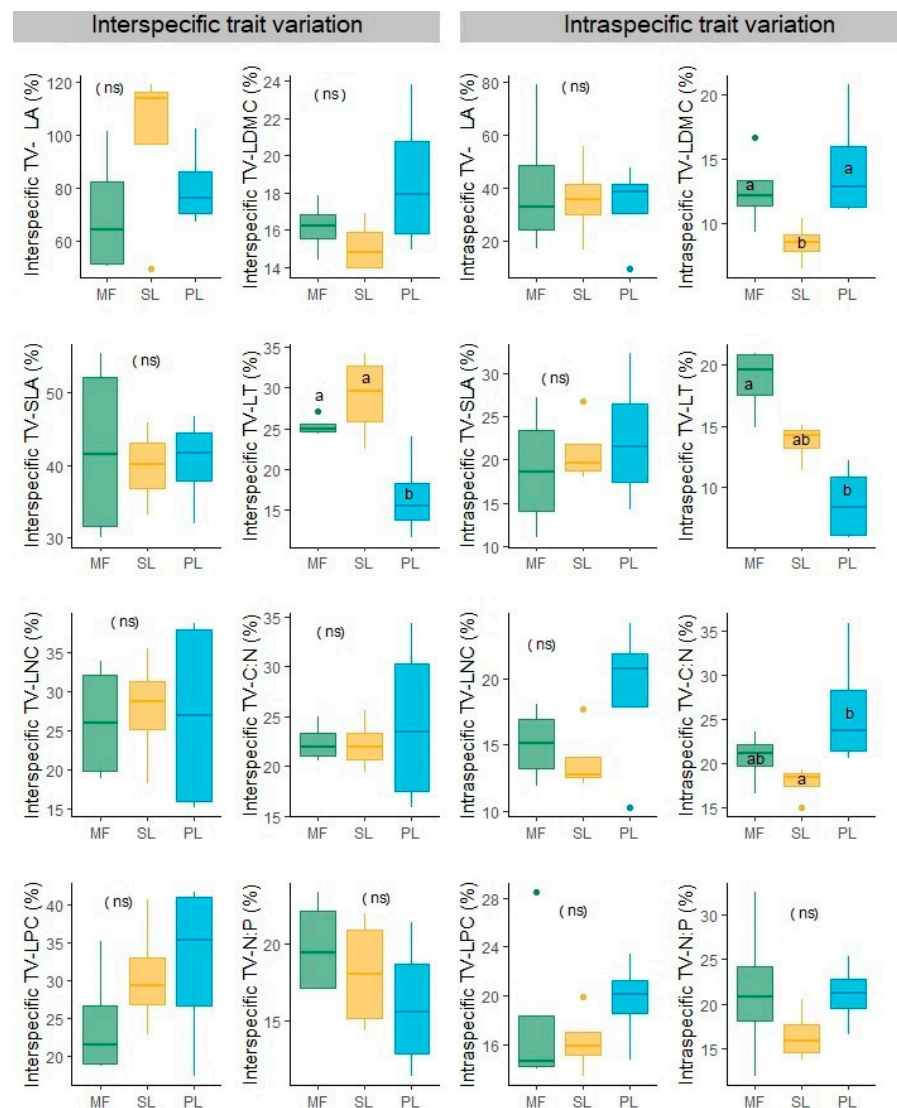 Interspecific trait variation
Intraspecific trait variation
Interspecific TV- LA (%)
120
100
80
60
( ns)
MF SL PL
Interspecific TV-LDMC (%)
24
22
20
18
16
14
( ns )
MF SL PL
Intraspecific TV- LA (%)
80
60
40
20
( ns)
MF SL PL
Intraspecific TV-LDMC (%)
20
15
10
a
b
a
MF SL PL
Interspecific TV-SLA (%)
50
40
30
( ns)
MF SL PL
Interspecific TV-LT (%)
35
30
25
20
15
a
a
b
MF SL PL
Intraspecific TV-SLA (%)
30
25
20
15
10
( ns)
MF SL PL
Intraspecific TV-LT (%)
20
15
10
a
ab
b
MF SL PL
Interspecific TV-LNC (%)
35
30
25
20
15
( ns)
MF SL PL
Interspecific TV-C:N (%)
35
30
25
20
15
( ns)
MF SL PL
Intraspecific TV-LNC (%)
20
15
10
( ns)
MF SL PL
Intraspecific TV-C:N (%)
35
30
25
20
15
ab
a
b
MF SL PL
Interspecific TV-LPC (%)
40
35
30
25
20
( ns)
MF SL PL
Interspecific TV-N:P (%)
20
15
( ns)
MF SL PL
Intraspecific TV-LPC (%)
28
24
20
16
( ns)
MF SL PL
Intraspecific TV-N:P (%)
30
25
20
15
( ns)
MF SL PL